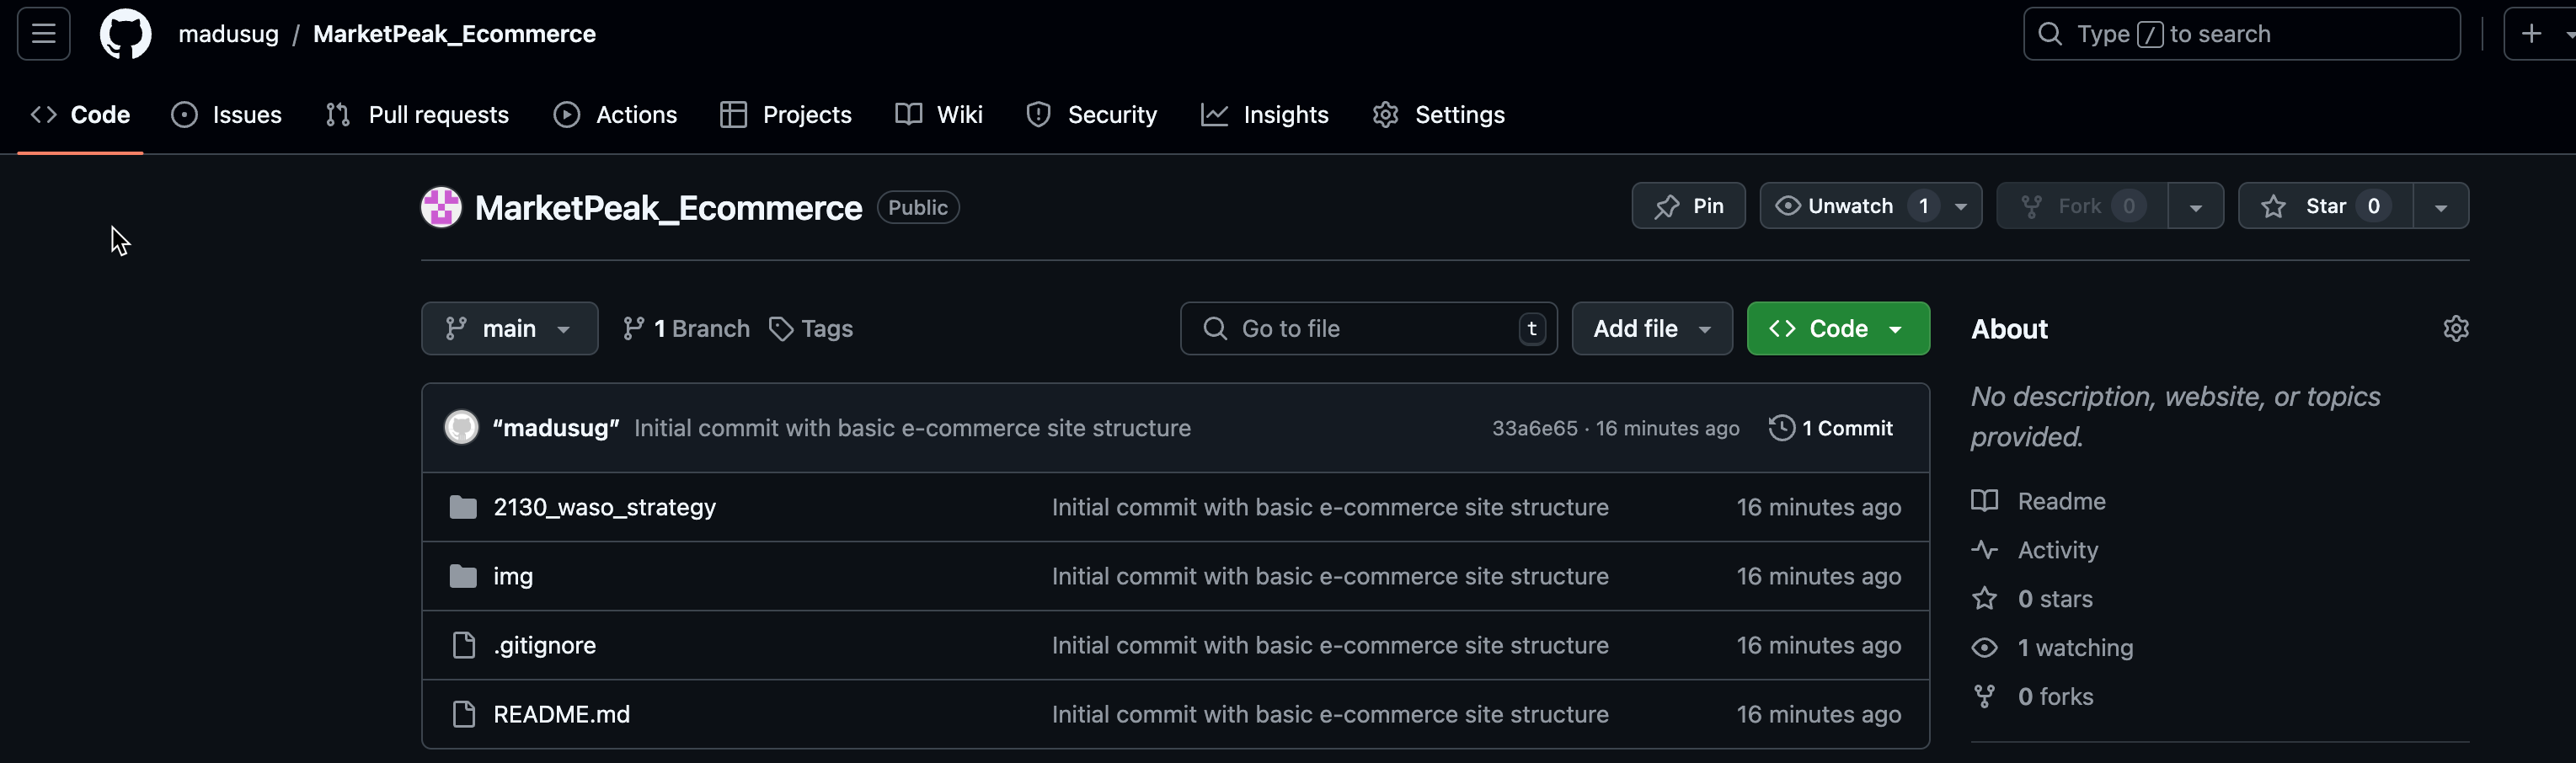 madusug / MarketPeak_Ecommerce
Type / to search
Code Issues Pull requests Actions Projects Wiki Security Insights Settings
MarketPeak_Ecommerce Public
Pin Unwatch 1 Fork 0 Star 0
main 1 Branch Tags Go to file t Add file Code
About
No description, website, or topics
provided.
“madusug” Initial commit with basic e-commerce site structure 33a6e65 · 16 minutes ago 1 Commit
2130_waso_strategy Initial commit with basic e-commerce site structure 16 minutes ago
img Initial commit with basic e-commerce site structure 16 minutes ago
.gitignore Initial commit with basic e-commerce site structure 16 minutes ago
README.md Initial commit with basic e-commerce site structure 16 minutes ago
Readme
Activity
0 stars
1 watching
0 forks